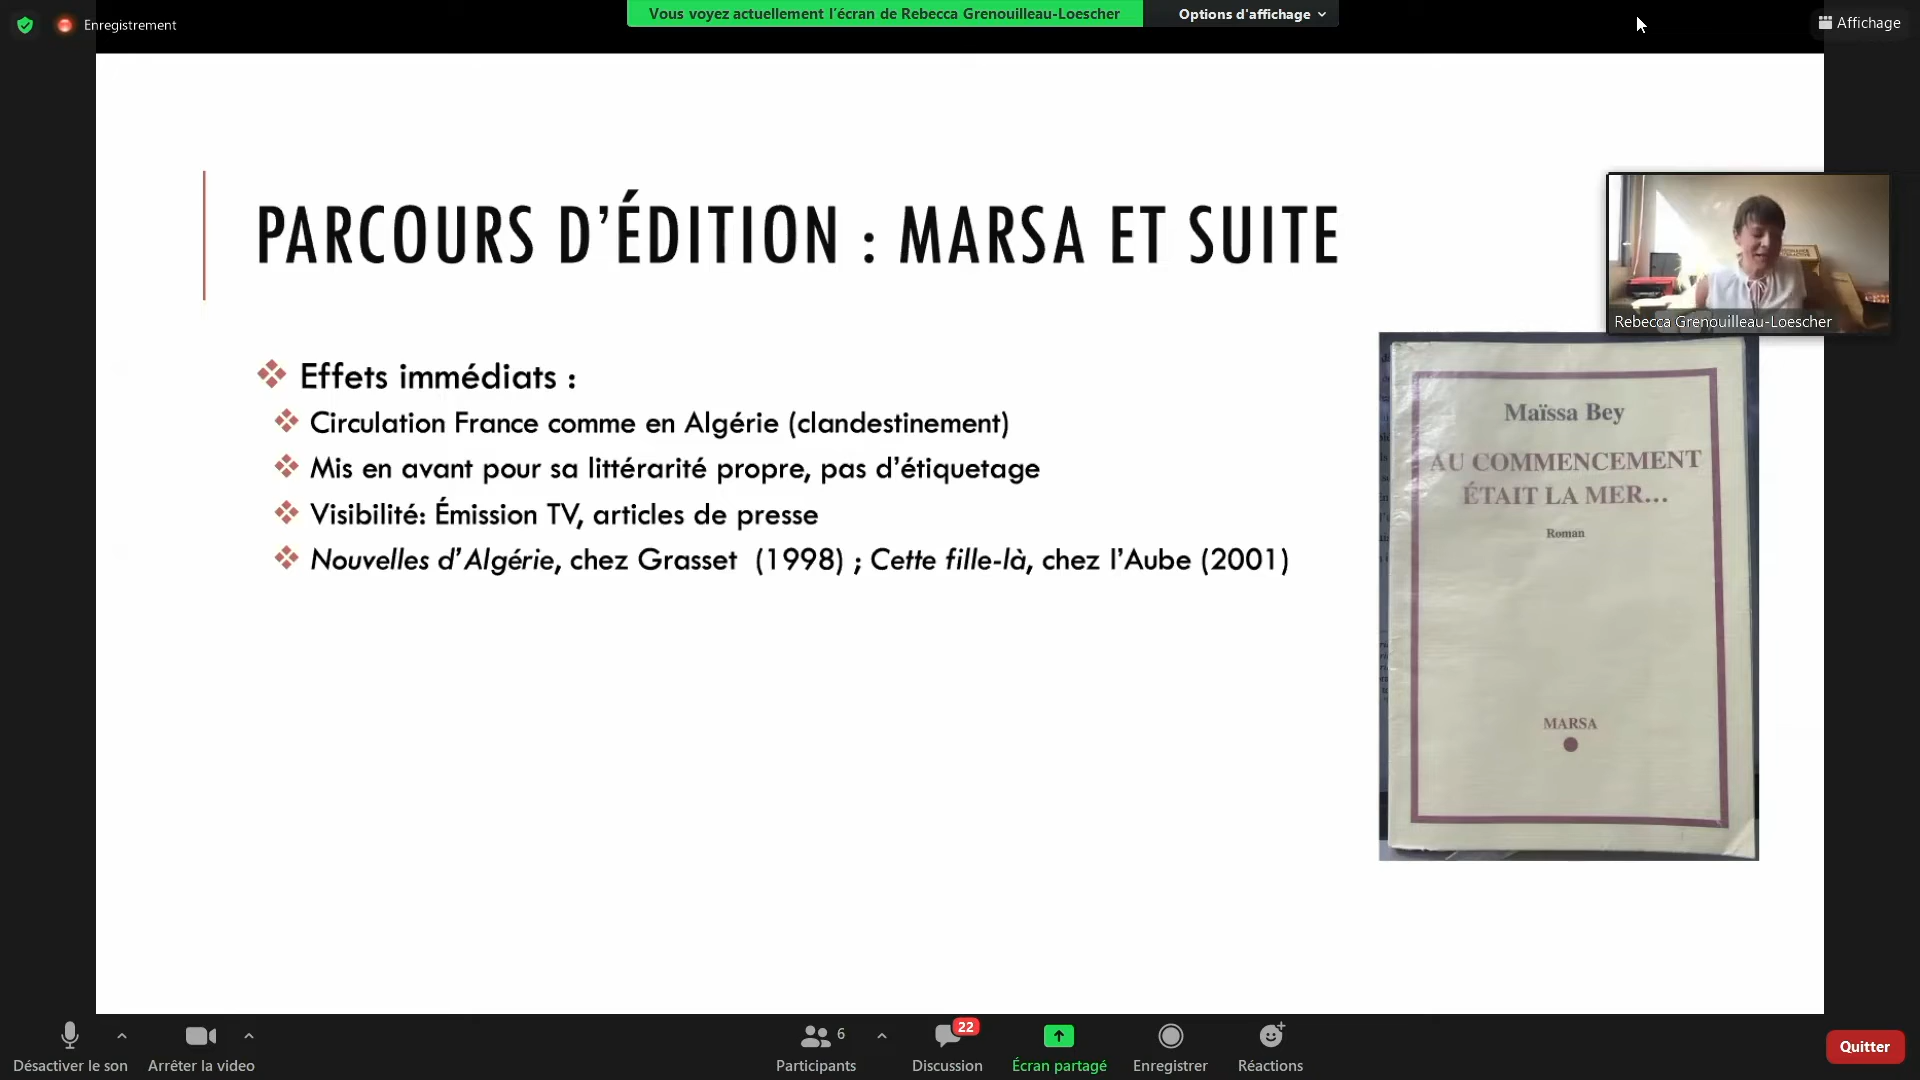 Enregistrement
Vous voyez actuellement l'écran de Rebecca Grenouilleau-Loescher
Options d'affichage
Affichage
PARCOURS D'ÉDITION : MARSA ET SUITE
Rebecca Grenouilleau-Loescher
Effets immédiats :
Circulation France comme en Algérie (clandestinement)
Mis en avant pour sa littérarité propre, pas d'étiquetage
Visibilité: Émission TV, articles de presse
Nouvelles d'Algérie, chez Grasset (1998) ; Cette fille-là, chez l'Aube (2001)
Maïssa Bey
AU COMMENCEMENT
ÉTAIT LA MER...
Roman
MARSA
6
22
Désactiver le son
Arrêter la video
Participants
Discussion
Écran partagé
Enregistrer
Réactions
Quitter